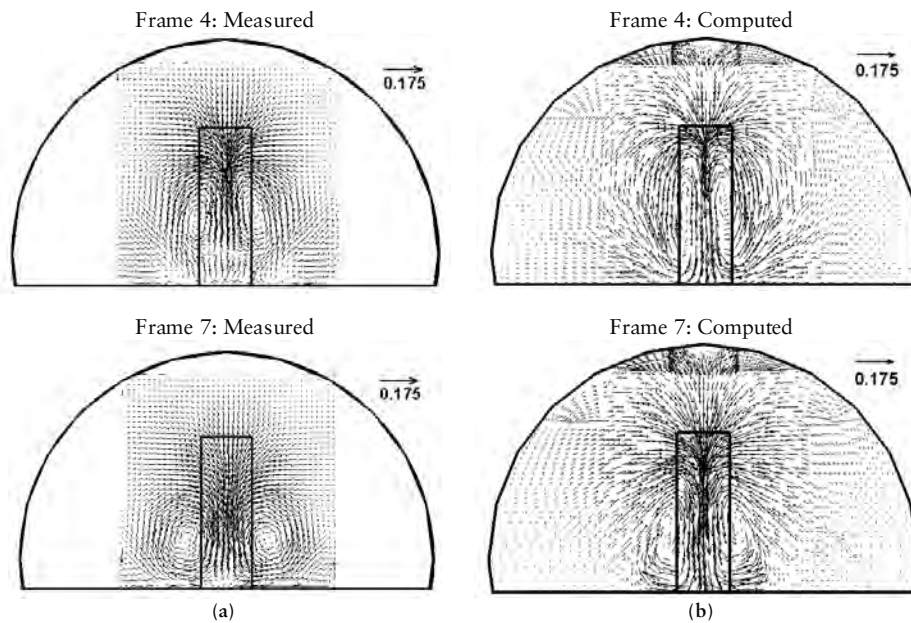 Frame 4: Measured
Frame 4: Computed
0.175
0.175
Frame 7: Measured
Frame 7: Computed
0.175
0.175
(a)
(b)